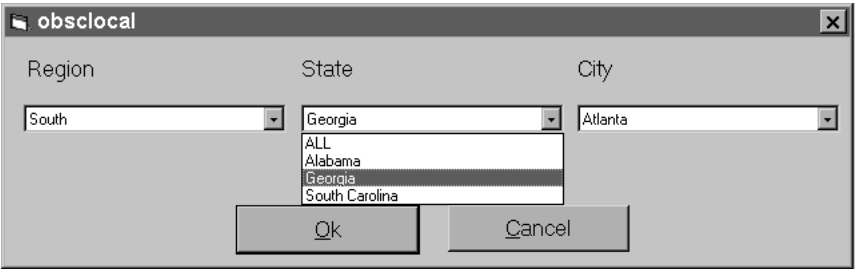 obsclocal
Region State City
South Georgia Atlanta
ALL
Alabama
Georgia
South Carolina
Ok Cancel